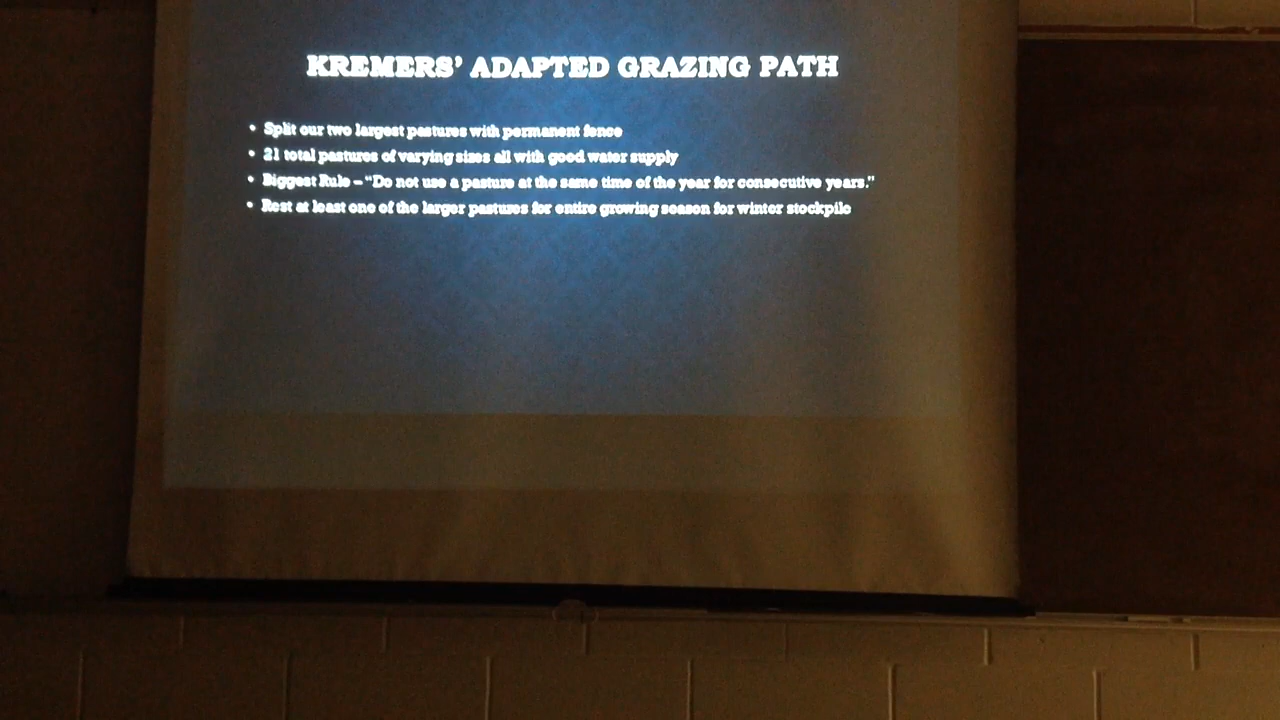 KREMERS’ ADAPTED GRAZING PATH
• Split our two largest pastures with permanent fence
• 21 total pastures of varying sizes all with good water supply
• Biggest Rule – “Do not use a pasture at the same time of the year for consecutive years.”
• Rest at least one of the larger pastures for entire growing season for winter stockpile